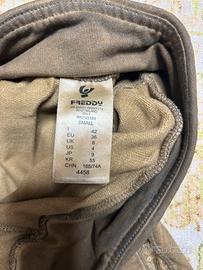 FREDDY
SMALL
I 42
EU 36
UK 8
US 4
JP 9
KR 55
CHN 165/74A
4458